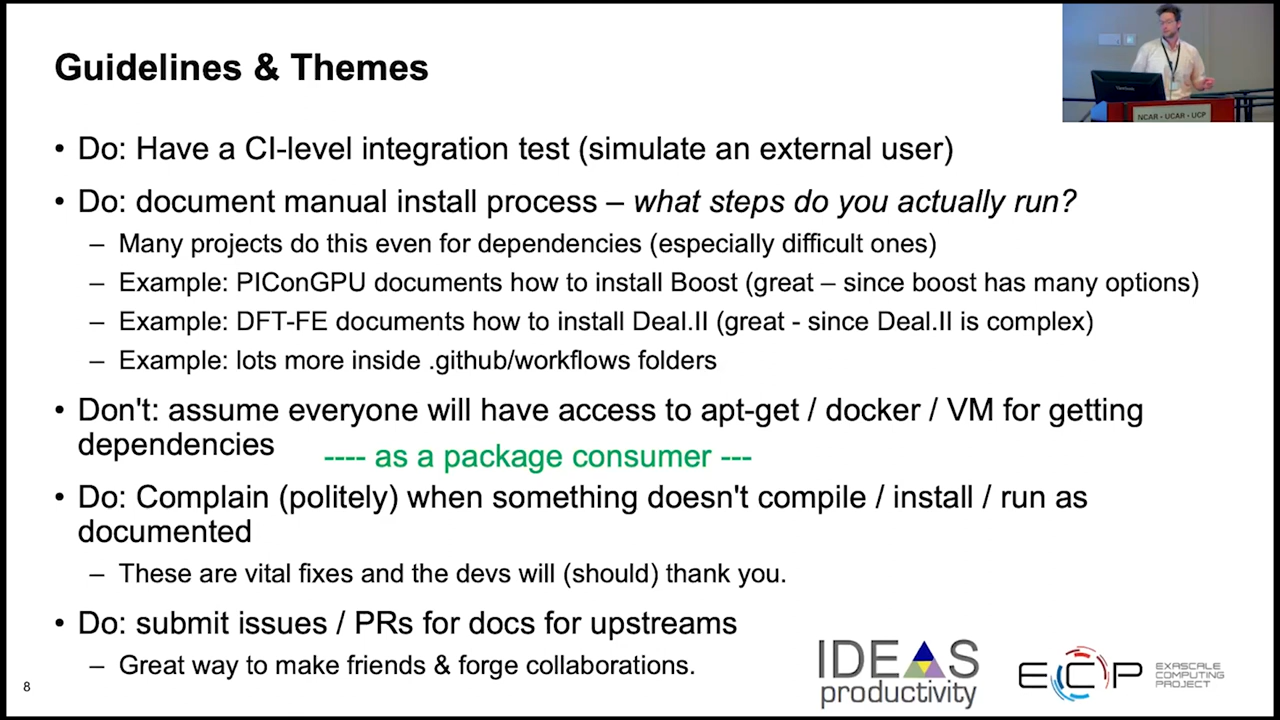 Guidelines & Themes
• Do: Have a CI-level integration test (simulate an external user)
• Do: document manual install process – what steps do you actually run?
– Many projects do this even for dependencies (especially difficult ones)
– Example: PIConGPU documents how to install Boost (great – since boost has many options)
– Example: DFT-FE documents how to install Deal.II (great - since Deal.II is complex)
– Example: lots more inside .github/workflows folders
• Don't: assume everyone will have access to apt-get / docker / VM for getting
dependencies
---- as a package consumer ---
• Do: Complain (politely) when something doesn't compile / install / run as
documented
– These are vital fixes and the devs will (should) thank you.
• Do: submit issues / PRs for docs for upstreams
– Great way to make friends & forge collaborations.
8
IDEAS
productivity
ECP
EXASCALE
COMPUTING
PROJECT
NCAR - UCAR - UCP